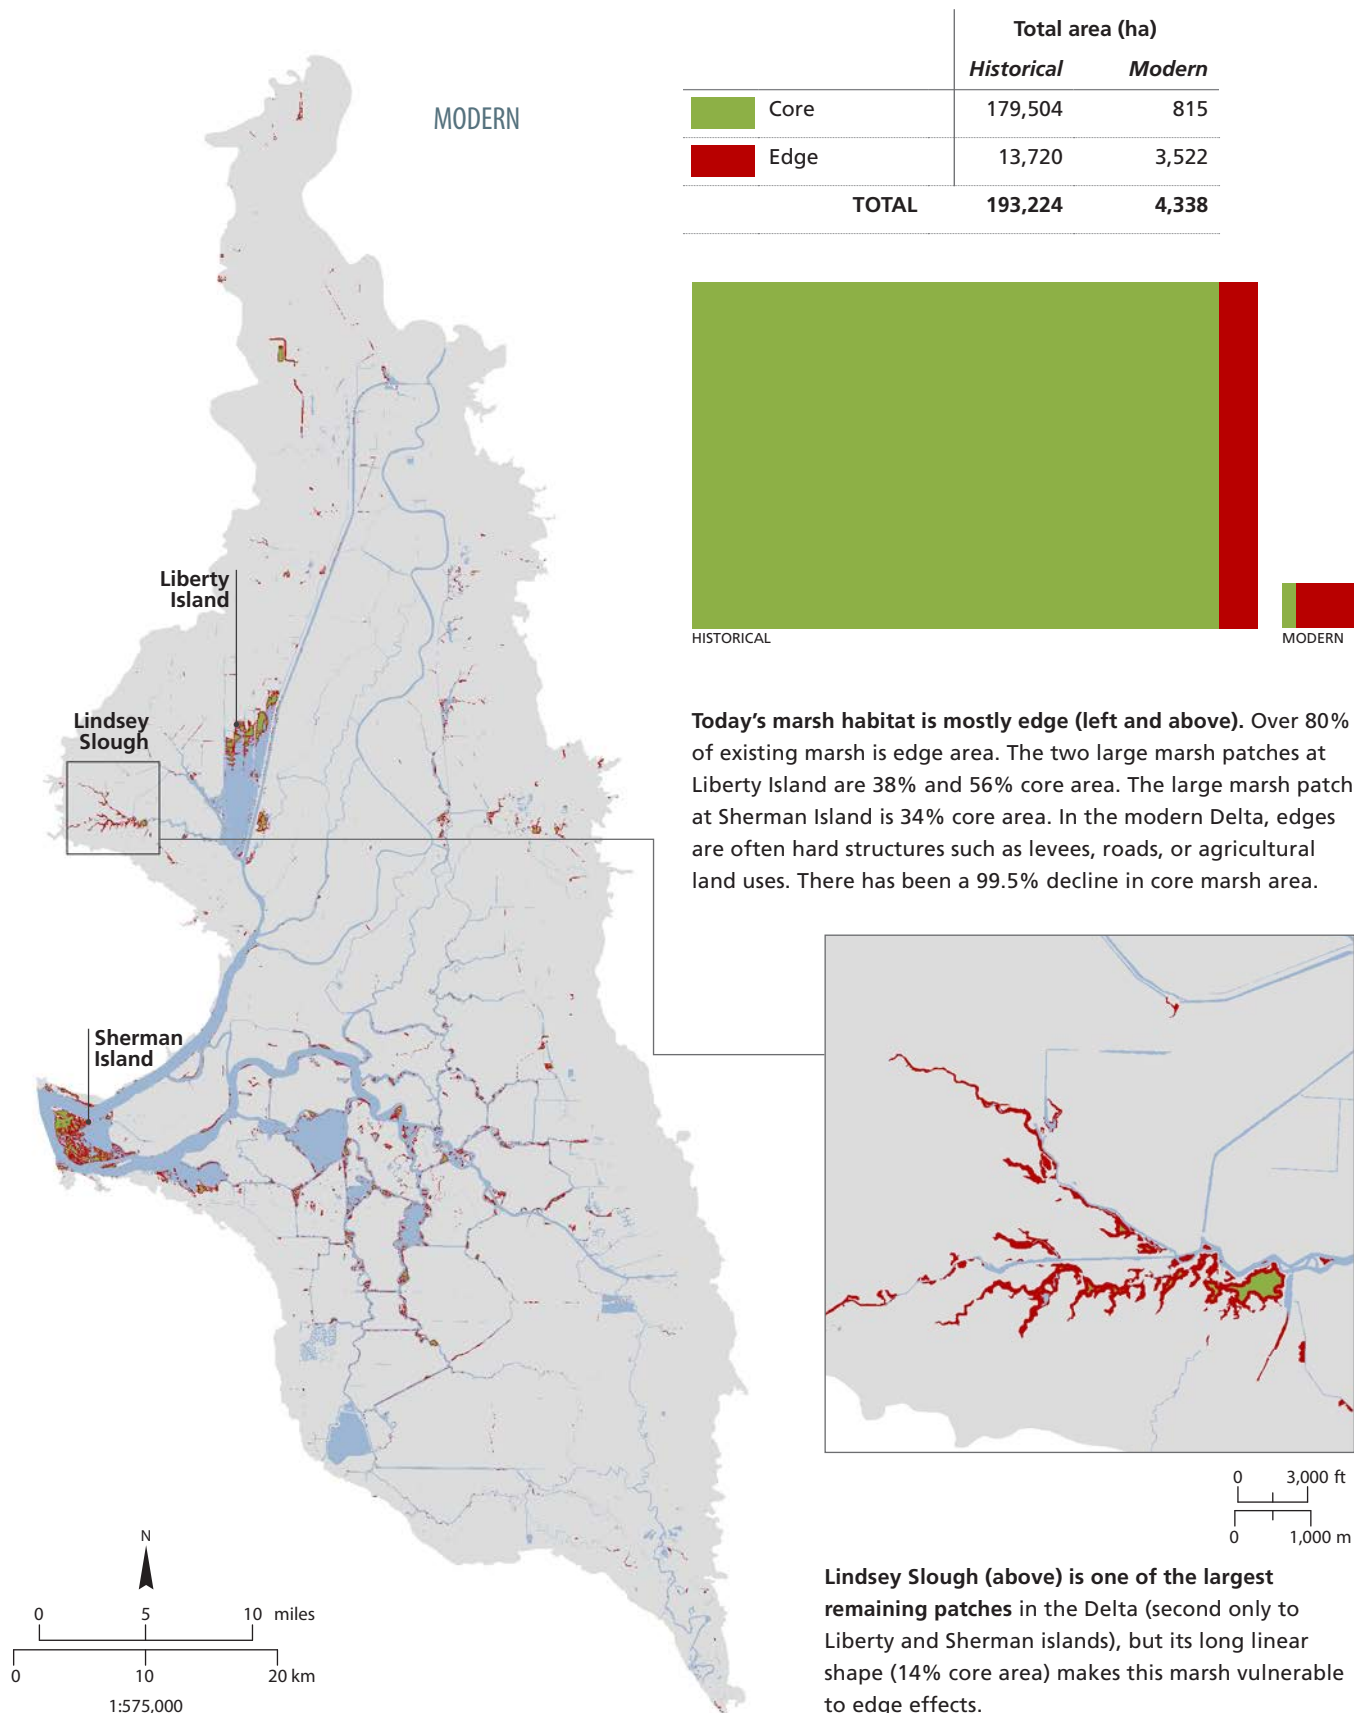 MODERN
Total area (ha)
Historical Modern
Core 179,504 815
Edge 13,720 3,522
TOTAL 193,224 4,338
HISTORICAL
MODERN
Liberty
Island
Lindsey
Slough
Sherman
Island
Today's marsh habitat is mostly edge (left and above). Over 80%
of existing marsh is edge area. The two large marsh patches at
Liberty Island are 38% and 56% core area. The large marsh patch
at Sherman Island is 34% core area. In the modern Delta, edges
are often hard structures such as levees, roads, or agricultural
land uses. There has been a 99.5% decline in core marsh area.
0 3,000 ft
0 1,000 m
Lindsey Slough (above) is one of the largest
remaining patches in the Delta (second only to
Liberty and Sherman islands), but its long linear
shape (14% core area) makes this marsh vulnerable
to edge effects.
N
0 5 10 miles
0 10 20 km
1:575,000